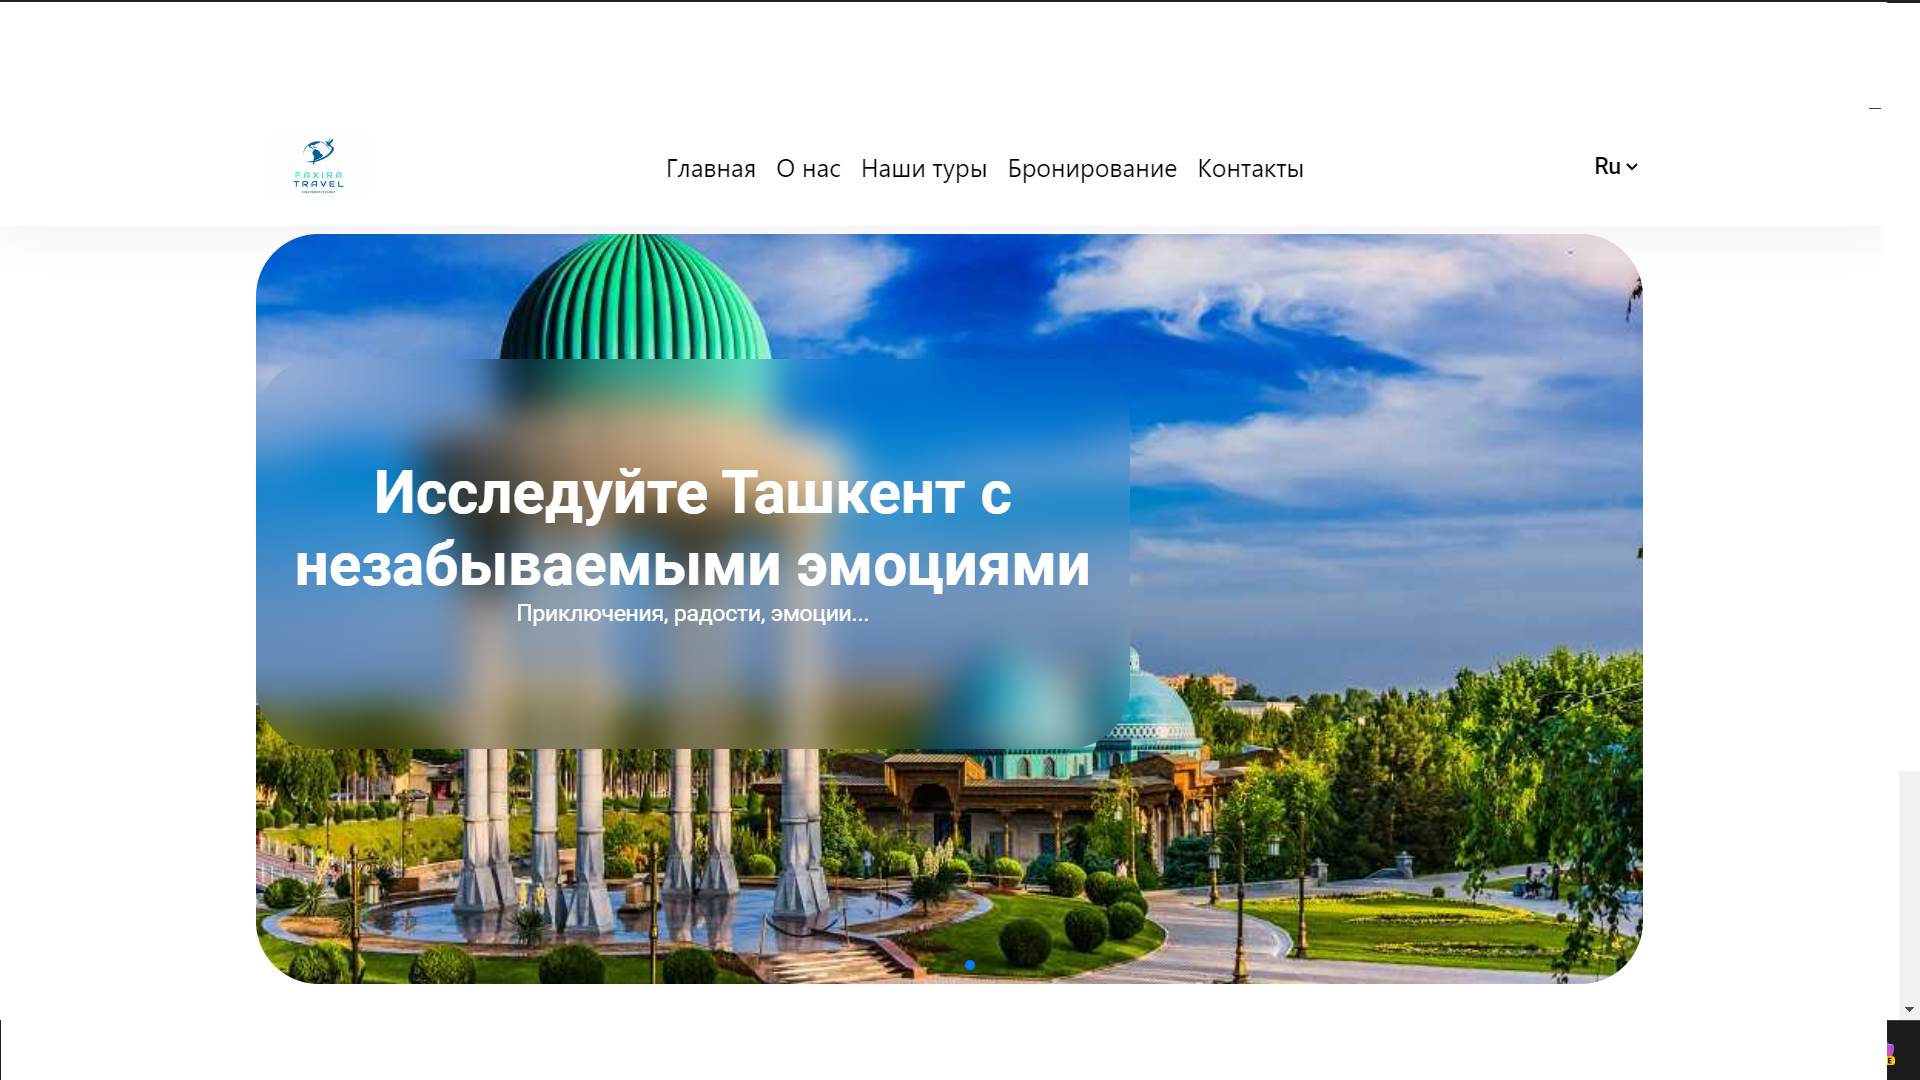 FAXIRA
TRAVEL
Главная О нас Наши туры Бронирование Контакты
Ru
Исследуйте Ташкент с
незабываемыми эмоциями
Приключения, радости, эмоции...